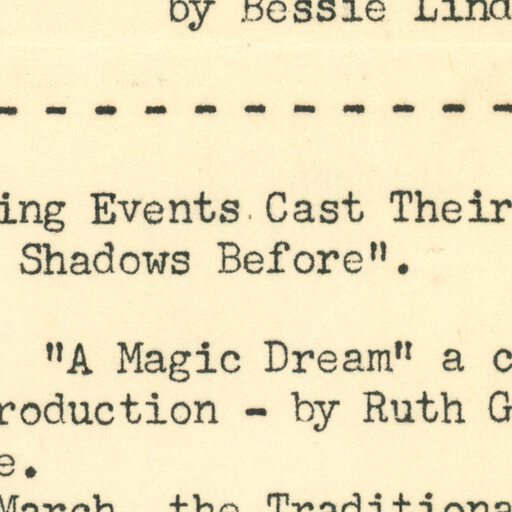 by Bessie Lind
- - - - - - - - - - -
ing Events Cast Their
Shadows Before".
"A Magic Dream" a c
roduction - by Ruth G
e.
March, the Traditiona